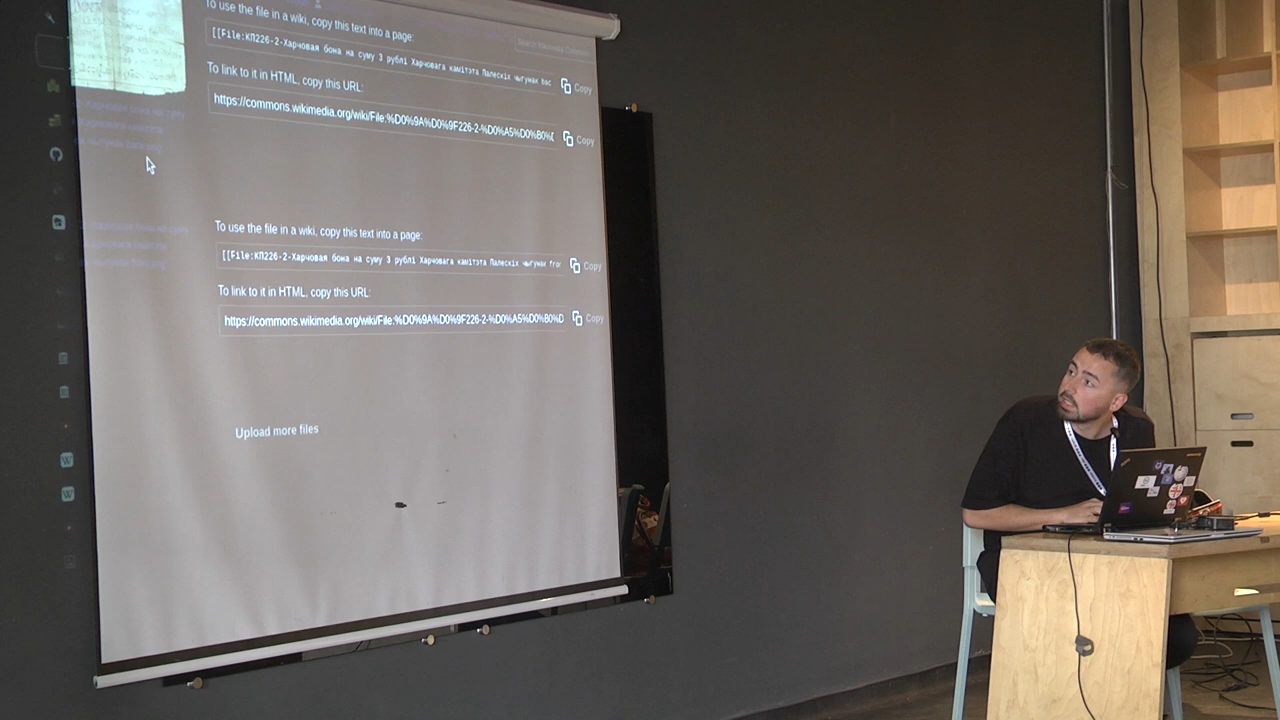 To use the file in a wiki, copy this text into a page:
[[File:КП226-2-Харчовая бона на суму 3 рублі Харчовага камітэта Палескіх чыгунак bac
Copy
To link to it in HTML, copy this URL:
https://commons.wikimedia.org/wiki/File:%D0%9A%D0%9F226-2-%D0%A5%D0%B0%D
Copy
To use the file in a wiki, copy this text into a page:
[[File:КП226-2-Харчовая бона на суму 3 рублі Харчовага камітэта Палескіх чыгунак fror
Copy
To link to it in HTML, copy this URL:
https://commons.wikimedia.org/wiki/File:%D0%9A%D0%9F226-2-%D0%A5%D0%B0%D
Copy
Upload more files